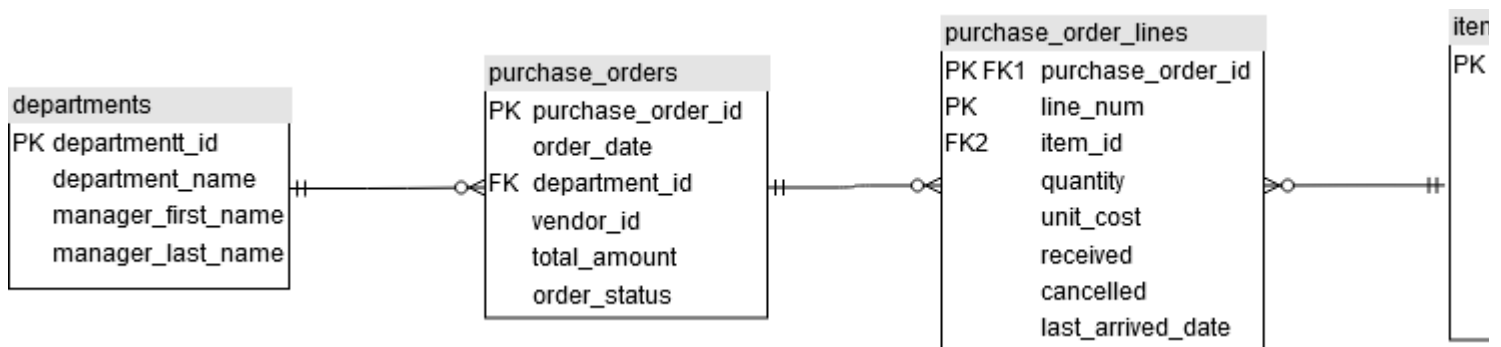 departments
PK departmentt_id
department_name
manager_first_name
manager_last_name
purchase_orders
PK purchase_order_id
order_date
FK department_id
vendor_id
total_amount
order_status
purchase_order_lines
PK FK1 purchase_order_id
PK line_num
FK2 item_id
quantity
unit_cost
received
cancelled
last_arrived_date
PK